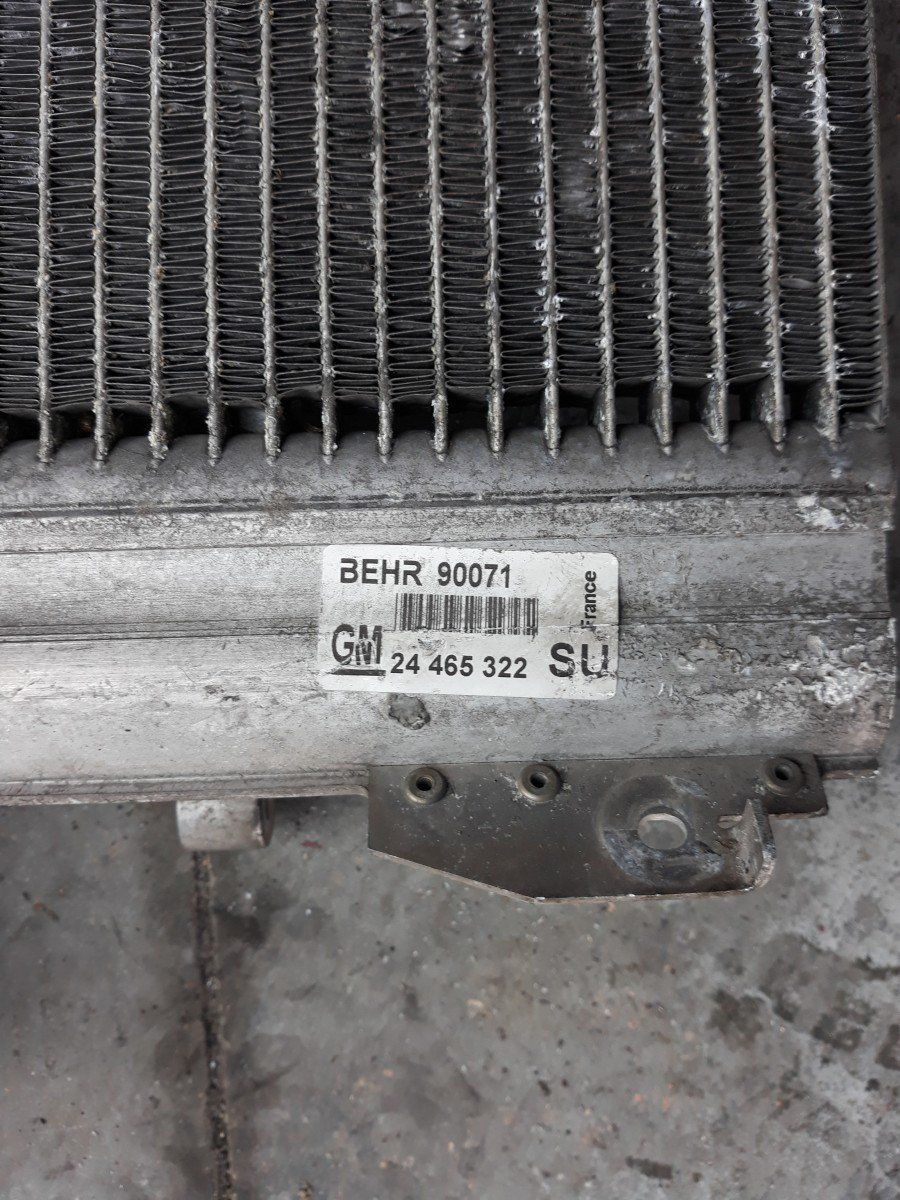 BEHR 90071
France
GM
24 465 322 SU